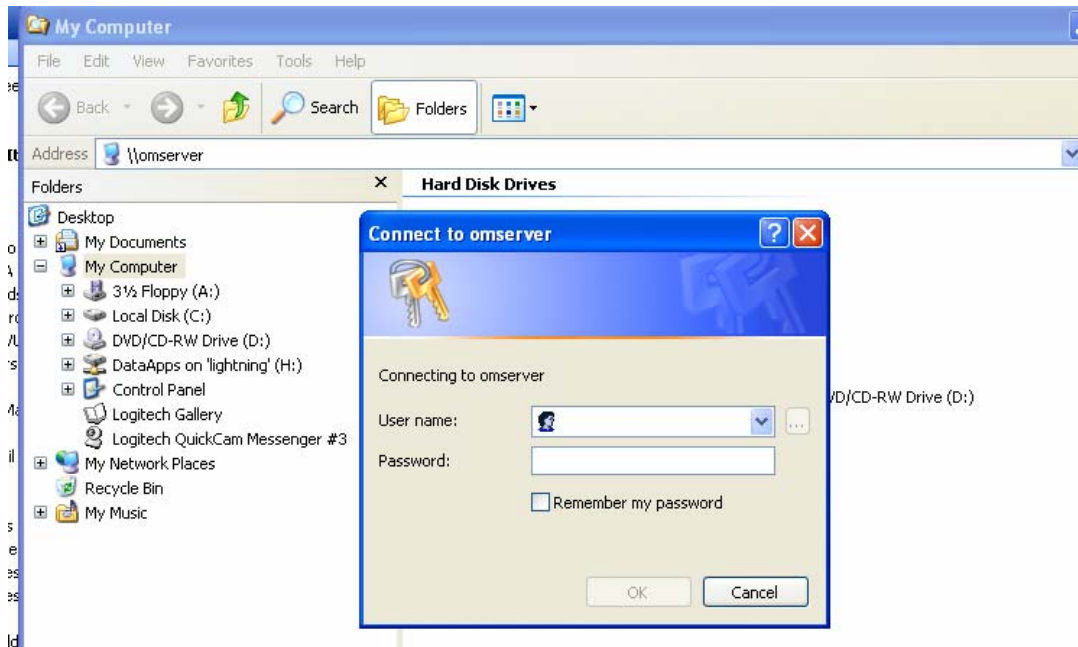 My Computer
File Edit View Favorites Tools Help
Back Search Folders
Address \\omserver
Folders × Hard Disk Drives
Desktop
My Documents
My Computer
3½ Floppy (A:)
Local Disk (C:)
DVD/CD-RW Drive (D:)
DataApps on 'lightning' (H:)
Control Panel
Logitech Gallery
Logitech QuickCam Messenger #3
My Network Places
Recycle Bin
My Music
Connect to omserver
Connecting to omserver
User name:
...
Password:
Remember my password
OK Cancel
/D/CD-RW Drive (D:)